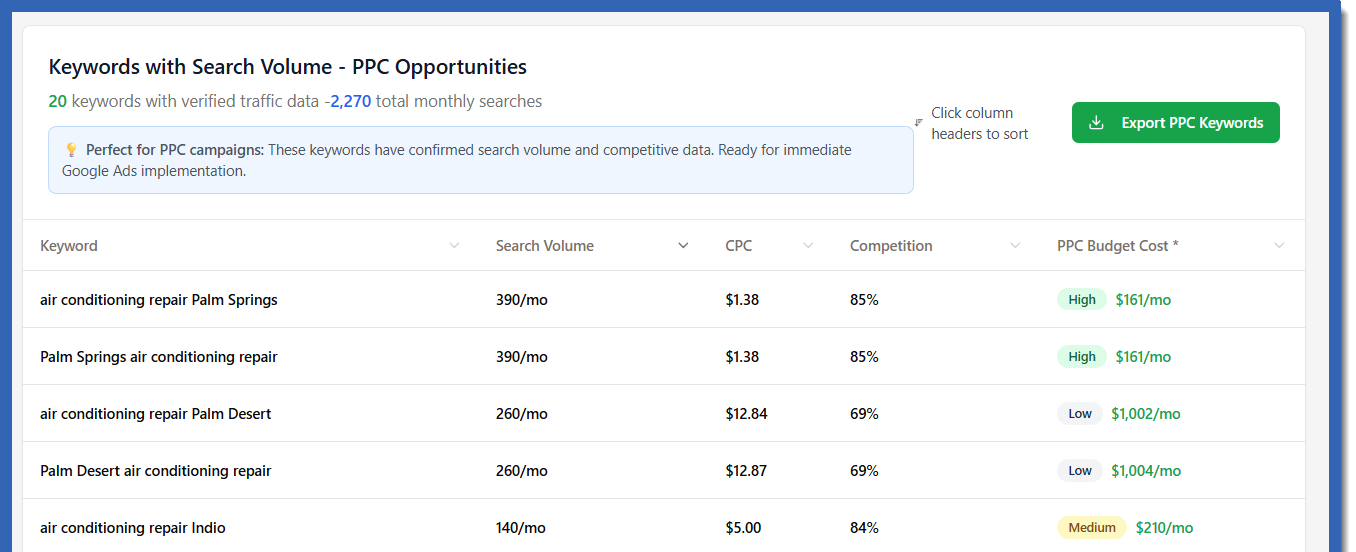 Keywords with Search Volume - PPC Opportunities
20 keywords with verified traffic data -2,270 total monthly searches
Click column
headers to sort
Export PPC Keywords
💡 Perfect for PPC campaigns: These keywords have confirmed search volume and competitive data. Ready for immediate
Google Ads implementation.
Keyword Search Volume CPC Competition PPC Budget Cost *
air conditioning repair Palm Springs 390/mo $1.38 85% High $161/mo
Palm Springs air conditioning repair 390/mo $1.38 85% High $161/mo
air conditioning repair Palm Desert 260/mo $12.84 69% Low $1,002/mo
Palm Desert air conditioning repair 260/mo $12.87 69% Low $1,004/mo
air conditioning repair Indio 140/mo $5.00 84% Medium $210/mo